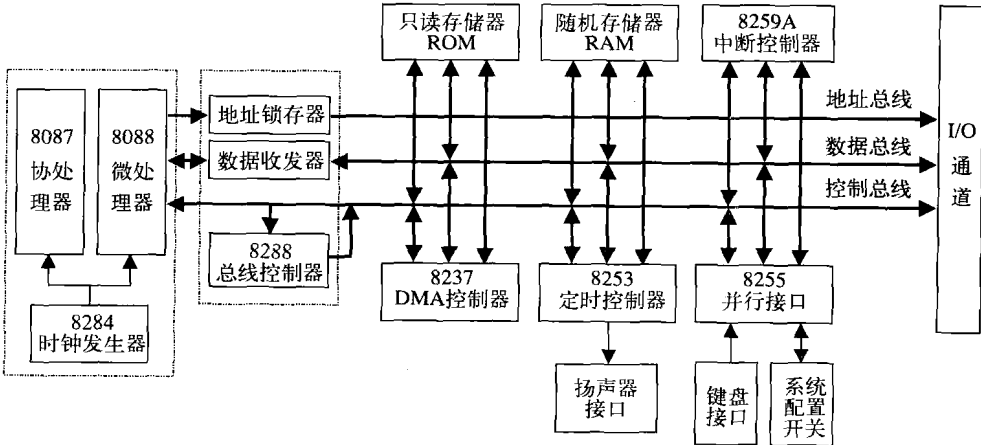 只读存储器
ROM
随机存储器
RAM
8259A
中断控制器
8087
协处
理器
8088
微处
理器
地址锁存器
数据收发器
地址总线
数据总线
控制总线
I/O
通
道
8288
总线控制器
8237
DMA控制器
8253
定时控制器
8255
并行接口
8284
时钟发生器
扬声器
接口
键盘
接口
系统
配置
开关